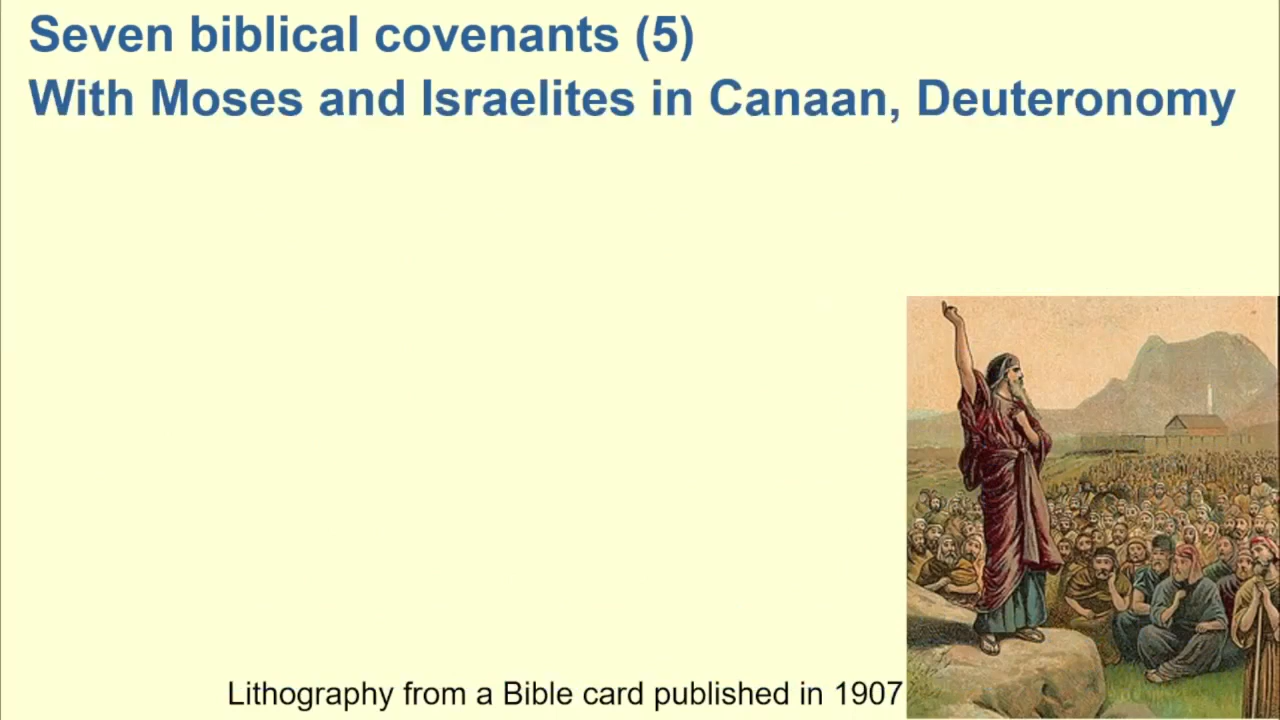 Seven biblical covenants (5)
With Moses and Israelites in Canaan, Deuteronomy
Lithography from a Bible card published in 1907